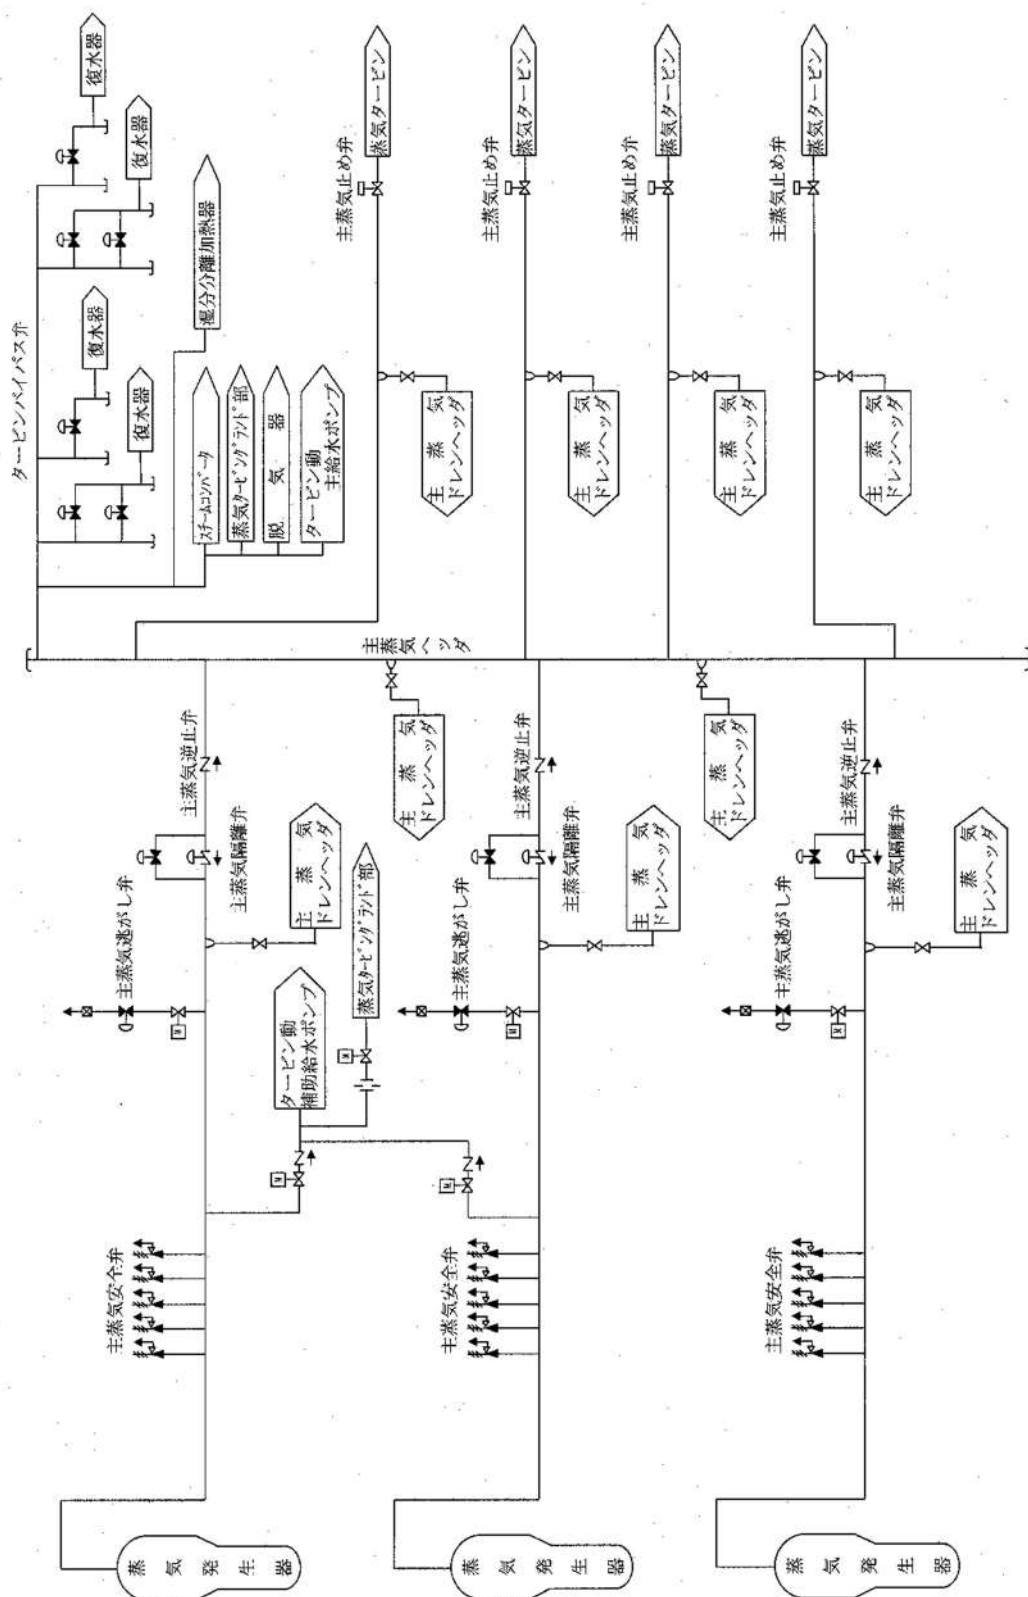 タービンバイパス弁
復水器
復水器
復水器
復水器
湿分分離加熱器
スチームコンバータ
蒸気タービングランド部
脱気器
タービン動
主給水ポンプ
主蒸気止め弁
蒸気タービン
主蒸気止め弁
蒸気タービン
主蒸気止め弁
蒸気タービン
主蒸気止め弁
蒸気タービン
主蒸気
ドレンヘッダ
主蒸気
ドレンヘッダ
主蒸気
ドレンヘッダ
主蒸気
ドレンヘッダ
主蒸気ヘッダ
主蒸気逆止弁
主蒸気隔離弁
主蒸気逃がし弁
主蒸気
ドレンヘッダ
主蒸気
ドレンヘッダ
蒸気タービングランド部
タービン動
補助給水ポンプ
M
M
M
M
主蒸気安全弁
蒸気発生器
主蒸気逆止弁
主蒸気隔離弁
主蒸気逃がし弁
主蒸気
ドレンヘッダ
主蒸気
ドレンヘッダ
M
主蒸気安全弁
蒸気発生器
主蒸気逆止弁
主蒸気隔離弁
主蒸気逃がし弁
主蒸気
ドレンヘッダ
M
主蒸気安全弁
蒸気発生器